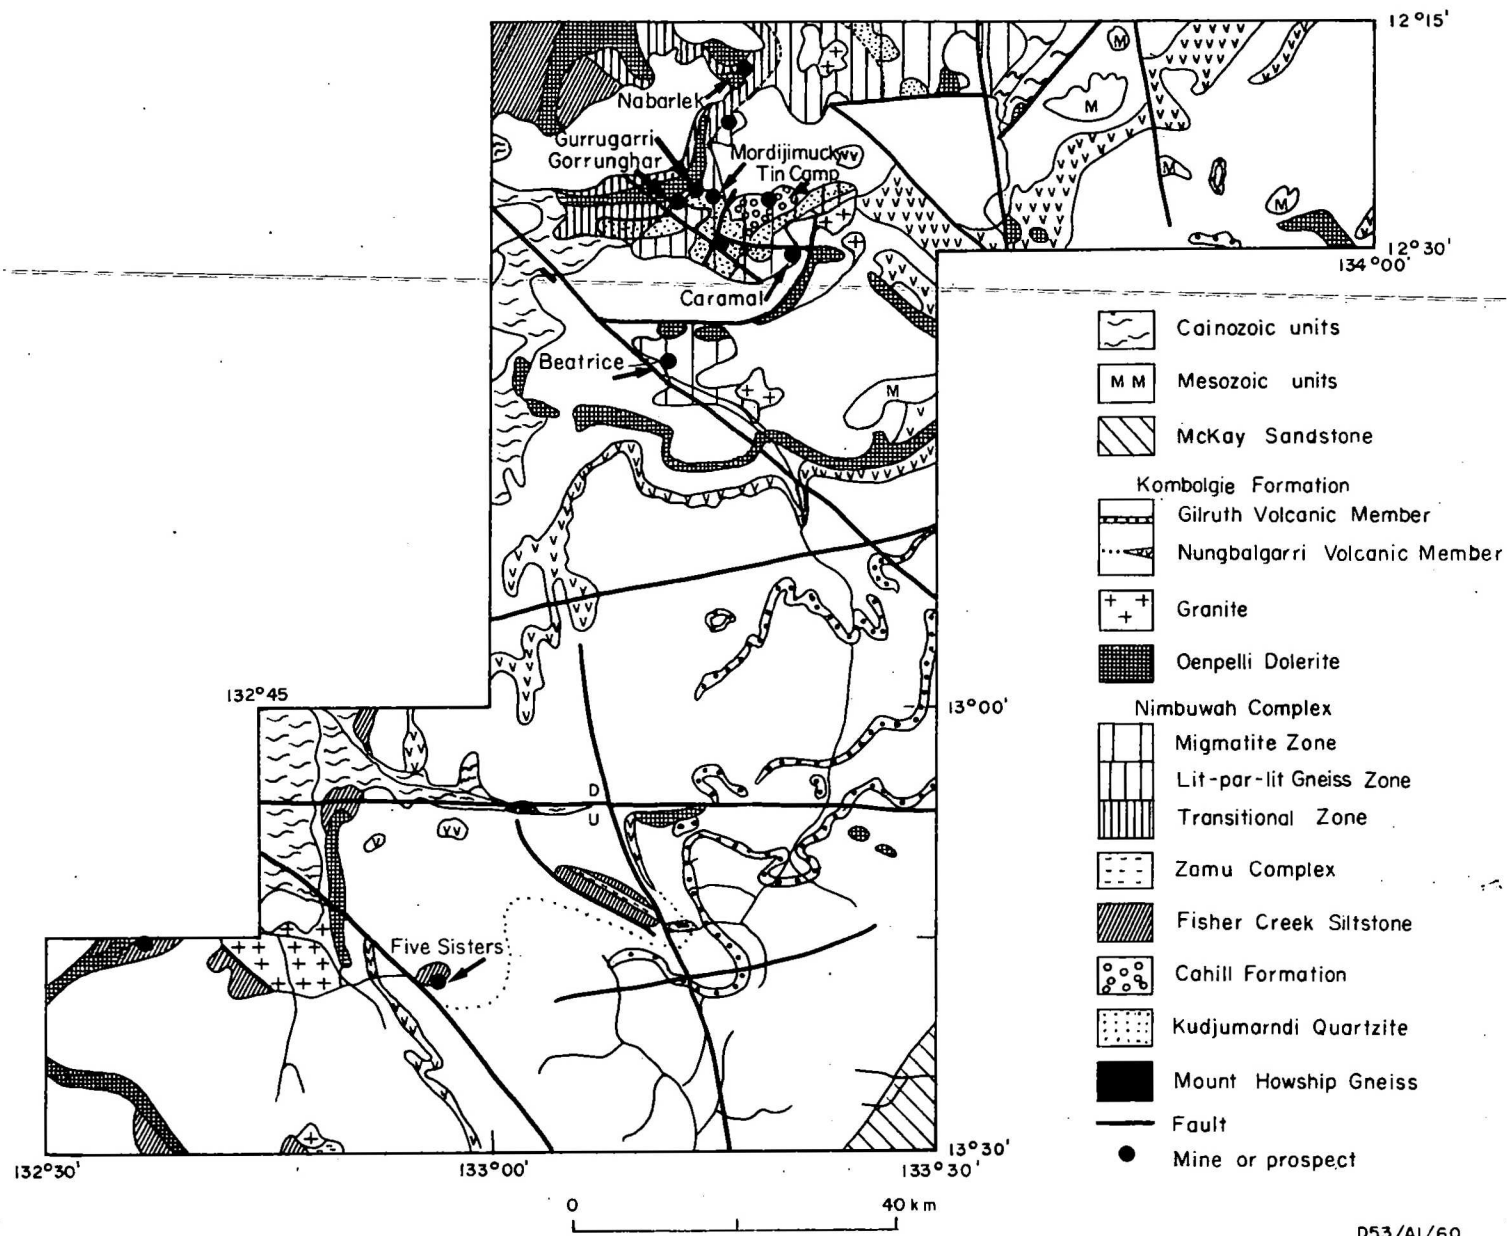 12°15'
Nabarlek
Gurrugarri
Gorrunghar
Mordijimuck
Tin Camp
M
M
M
M
12°30'
134°00'
Caramal
Beatrice
M
Cainozoic units
M M Mesozoic units
McKay Sandstone
Kombolgie Formation
Gilruth Volcanic Member
Nungbalgarri Volcanic Member
Granite
Oenpelli Dolerite
132°45
13°00'
Nimbuwah Complex
Migmatite Zone
Lit-par-lit Gneiss Zone
Transitional Zone
D
U
Zamu Complex
Fisher Creek Siltstone
Five Sisters
Cahill Formation
Kudjumarndi Quartzite
Mount Howship Gneiss
Fault
Mine or prospect
132°30'
133°00'
133°30'
13°30'
0 40 km
D53/A1/60